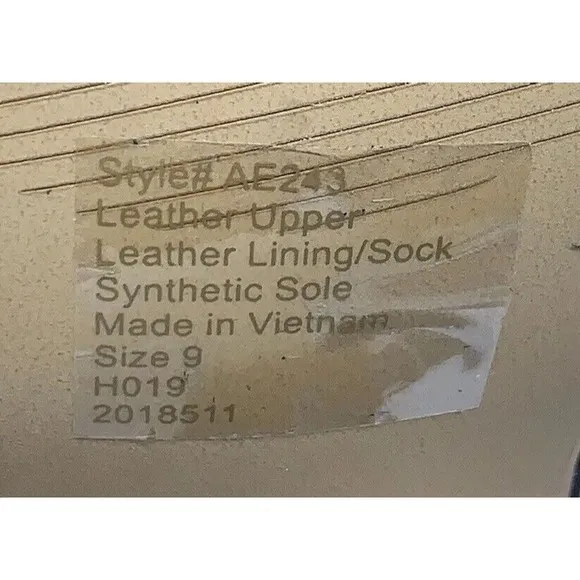 Style# AE243
Leather Upper
Leather Lining/Sock
Synthetic Sole
Made in Vietnam
Size 9
H019
2018511